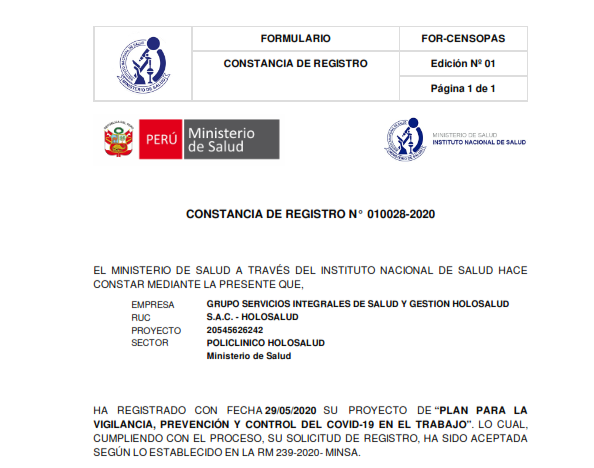 FORMULARIO
FOR-CENSOPAS
CONSTANCIA DE REGISTRO
Edición Nº 01
Página 1 de 1
PERÚ
Ministerio
de Salud
MINISTERIO DE SALUD
INSTITUTO NACIONAL DE SALUD
CONSTANCIA DE REGISTRO N° 010028-2020
EL MINISTERIO DE SALUD A TRAVÉS DEL INSTITUTO NACIONAL DE SALUD HACE
CONSTAR MEDIANTE LA PRESENTE QUE,
EMPRESA GRUPO SERVICIOS INTEGRALES DE SALUD Y GESTION HOLOSALUD
RUC S.A.C. - HOLOSALUD
PROYECTO 20545626242
SECTOR POLICLINICO HOLOSALUD
Ministerio de Salud
HA REGISTRADO CON FECHA 29/05/2020 SU PROYECTO DE “PLAN PARA LA
VIGILANCIA, PREVENCIÓN Y CONTROL DEL COVID-19 EN EL TRABAJO”. LO CUAL,
CUMPLIENDO CON EL PROCESO, SU SOLICITUD DE REGISTRO, HA SIDO ACEPTADA
SEGÚN LO ESTABLECIDO EN LA RM 239-2020- MINSA.